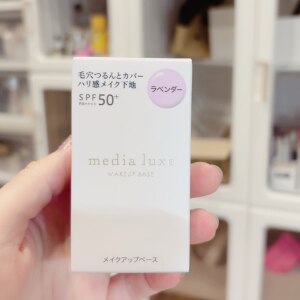 毛穴つるんとカバー
ハリ感メイク下地
SPF50+
ラベンダー
media luxe
MAKEUP BASE
メイクアップベース